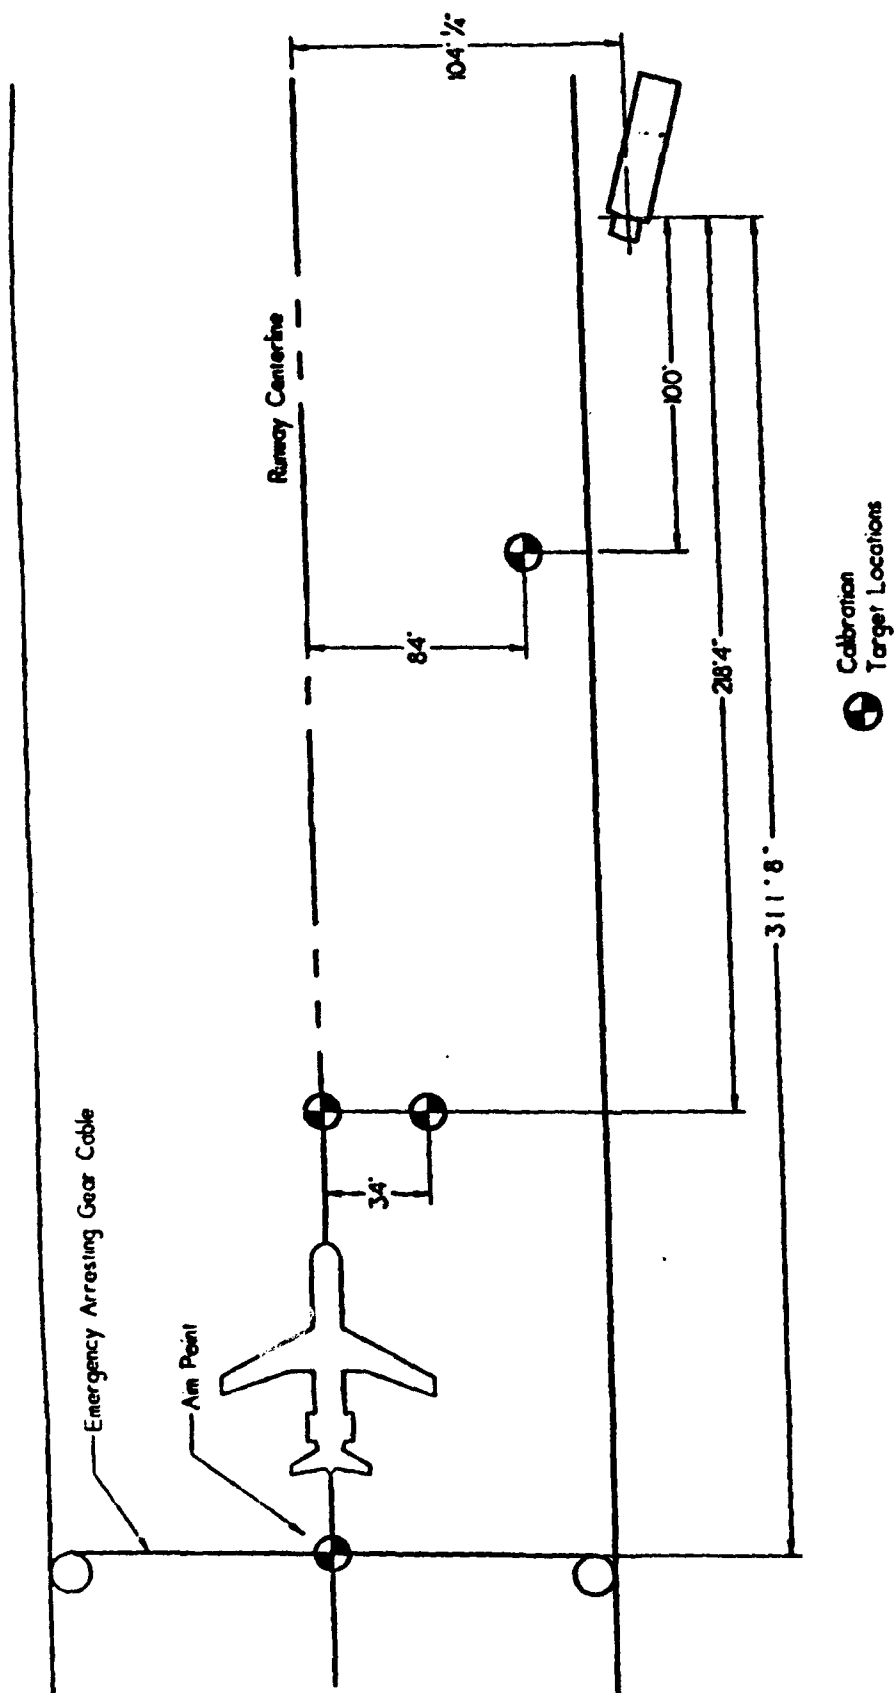 104' ¼"
Runway Centerline
100'
84'
218'4"
311'8"
Emergency Arresting Gear Cable
34'
Aim Point
Calibration
Target Locations